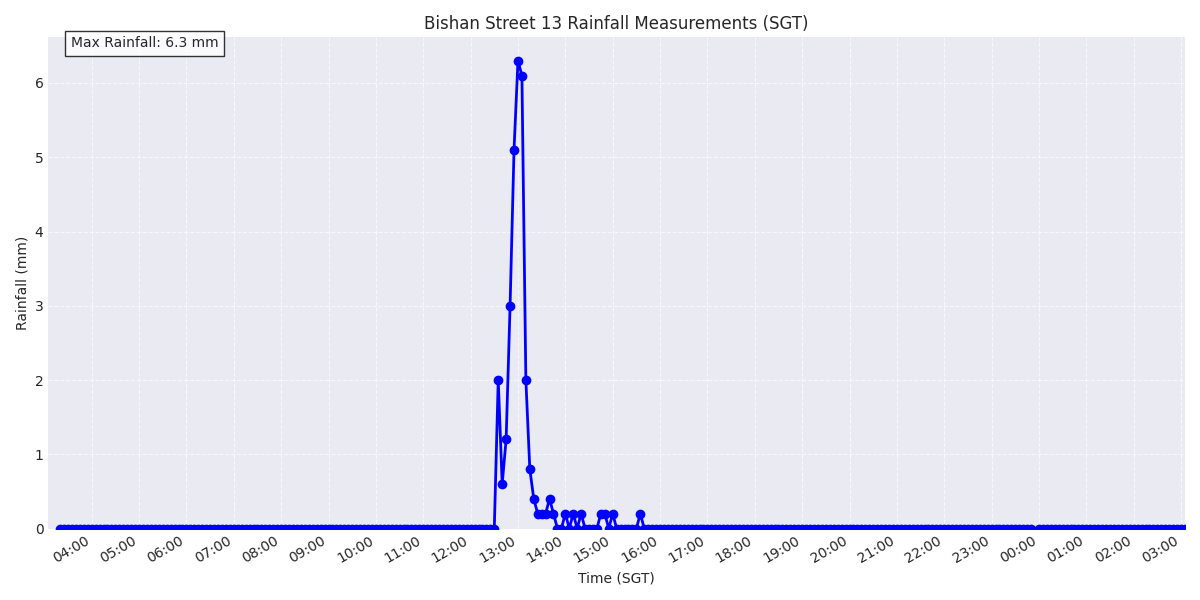 Bishan Street 13 Rainfall Measurements (SGT)
Max Rainfall: 6.3 mm
Rainfall (mm)
6
5
4
3
2
1
0
04:00 05:00 06:00 07:00 08:00 09:00 10:00 11:00 12:00 13:00 14:00 15:00 16:00 17:00 18:00 19:00 20:00 21:00 22:00 23:00 00:00 01:00 02:00 03:00
Time (SGT)